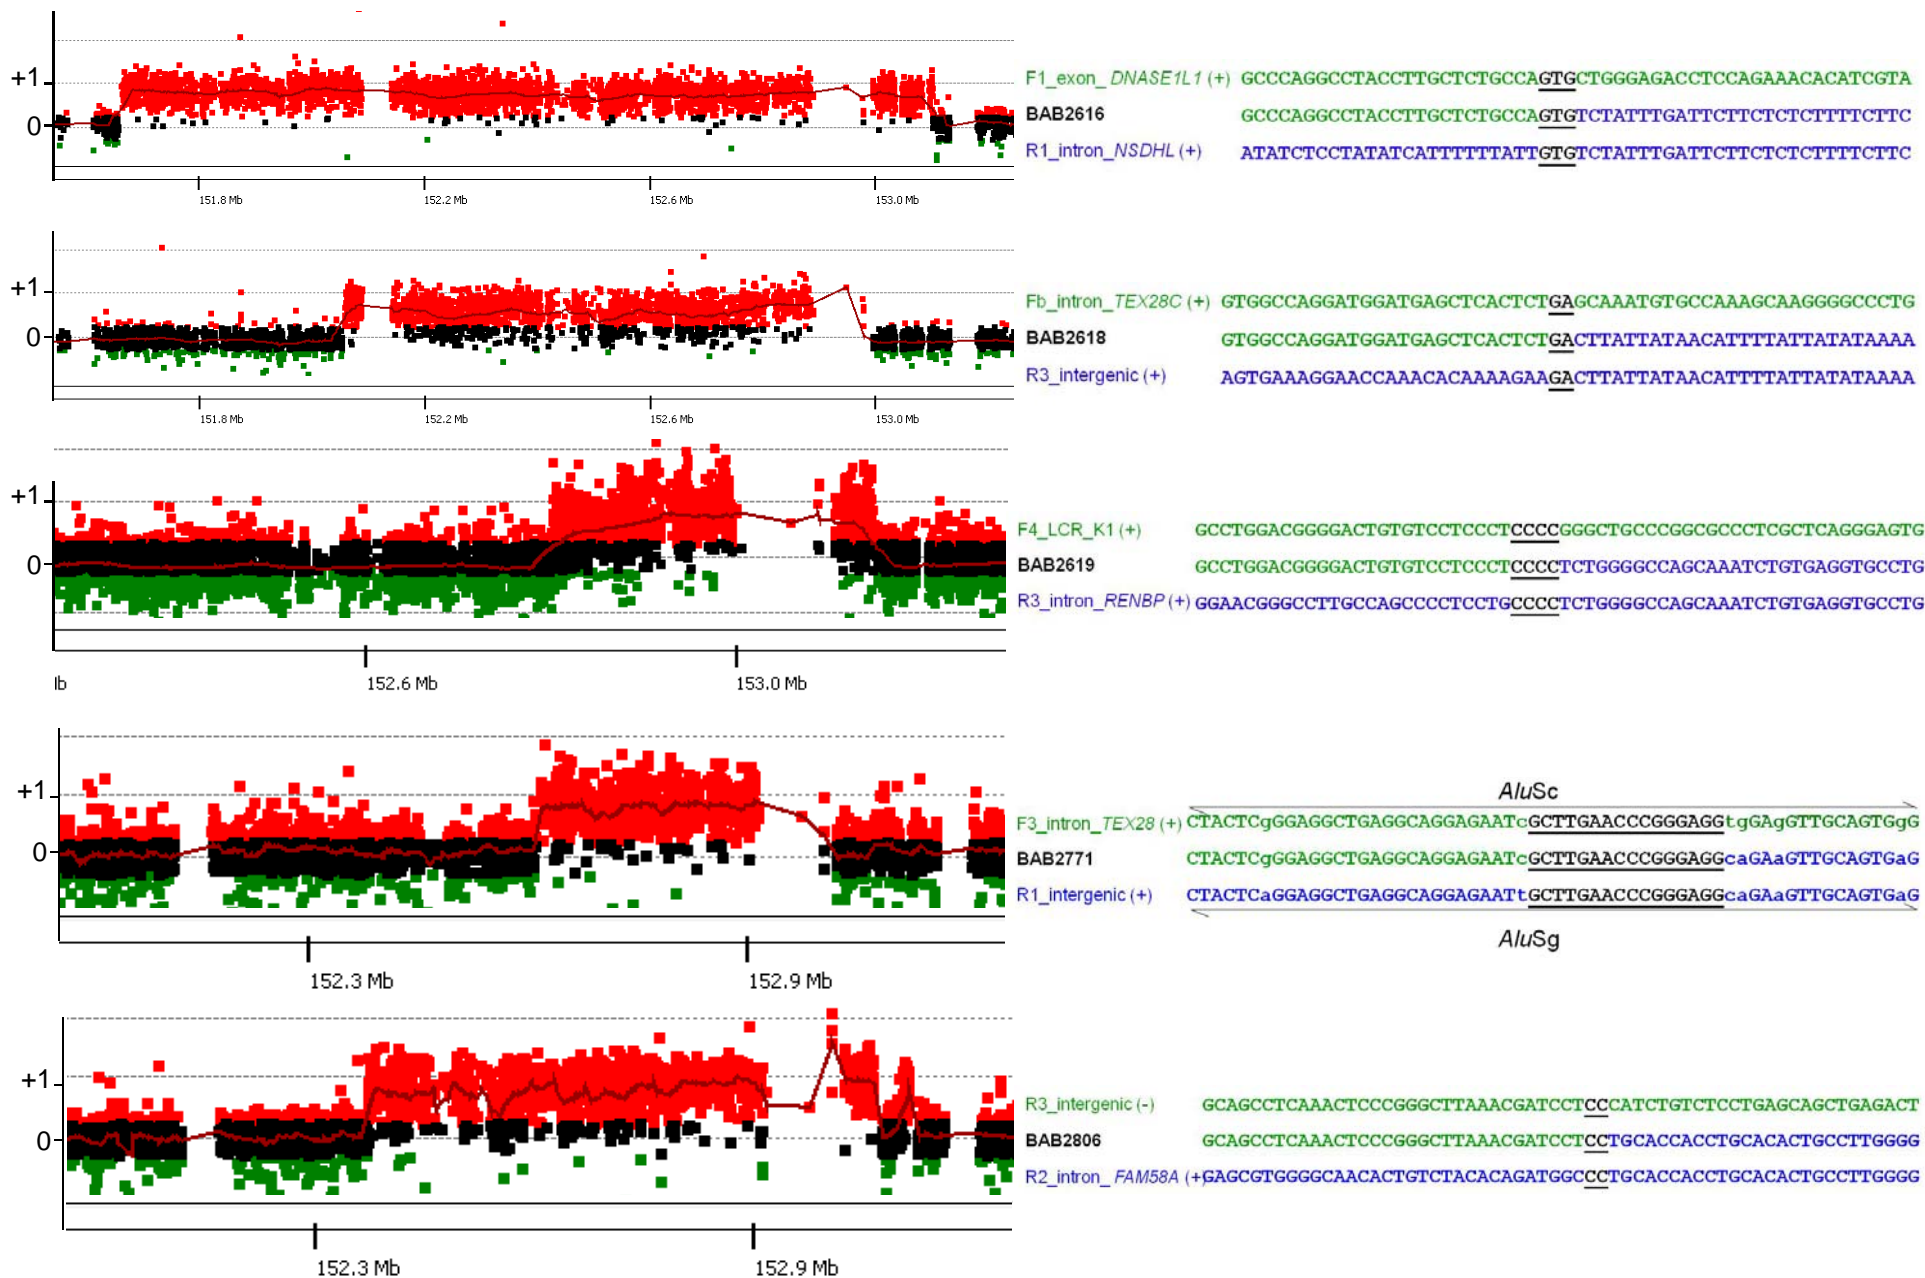 +1
0
151.8 Mb 152.2 Mb 152.6 Mb 153.0 Mb
F1_exon_DNASE1L1 (+) GCCCAGGCCTACCTTGCTCTGCCAGTGCTGGGAGACCTCCAGAAACACATCGTA
BAB2616 GCCCAGGCCTACCTTGCTCTGCCAGTGTCTATTTGATTCTTCTCTCTTTTCTTC
R1_intron_NSDHL (+) ATATCTCCTATATCATTTTTTATTGTGTCTATTTGATTCTTCTCTCTTTTCTTC
+1
0
151.8 Mb 152.2 Mb 152.6 Mb 153.0 Mb
Fb_intron_TEX28C (+) GTGGCCAGGATGGATGAGCTCACTCTGAGCAAATGTGCCAAAGCAAGGGGCCCTG
BAB2618 GTGGCCAGGATGGATGAGCTCACTCTGACTTATTATAACATTTTATTATATAAAA
R3_intergenic (+) AGTGAAAGGAACCAAACACAAAAGAAGACTTATTATAACATTTTATTATATAAAA
+1
0
lb 152.6 Mb 153.0 Mb
F4_LCR_K1 (+) GCCTGGACGGGGACTGTGTCCTCCCTCCCCGGGCTGCCCGGCGCCCTCGCTCAGGGAGTG
BAB2619 GCCTGGACGGGGACTGTGTCCTCCCTCCCCTCTGGGGCCAGCAAATCTGTGAGGTGCCTG
R3_intron_RENBP (+) GGAACGGGCCTTGCCAGCCCCTCCTGCCCCTCTGGGGCCAGCAAATCTGTGAGGTGCCTG
+1
0
152.3 Mb 152.9 Mb
AluSc
F3_intron_TEX28 (+) CTACTCgGGAGGCTGAGGCAGGAGAATcGCTTGAACCCGGGAGGtgGAgGTTGCAGTGgG
BAB2771 CTACTCgGGAGGCTGAGGCAGGAGAATcGCTTGAACCCGGGAGGcaGAaGTTGCAGTGaG
R1_intergenic (+) CTACTCaGGAGGCTGAGGCAGGAGAATtGCTTGAACCCGGGAGGcaGAaGTTGCAGTGaG
AluSg
+1
0
152.3 Mb 152.9 Mb
R3_intergenic (-) GCAGCCTCAAACTCCCGGGCTTAAACGATCCTCCCATCTGTCTCCTGAGCAGCTGAGACT
BAB2806 GCAGCCTCAAACTCCCGGGCTTAAACGATCCTCCTGCACCACCTGCACACTGCCTTGGGG
R2_intron_FAM58A (+ GAGCGTGGGGCAACACTGTCTACACAGATGGCCCTGCACCACCTGCACACTGCCTTGGGG